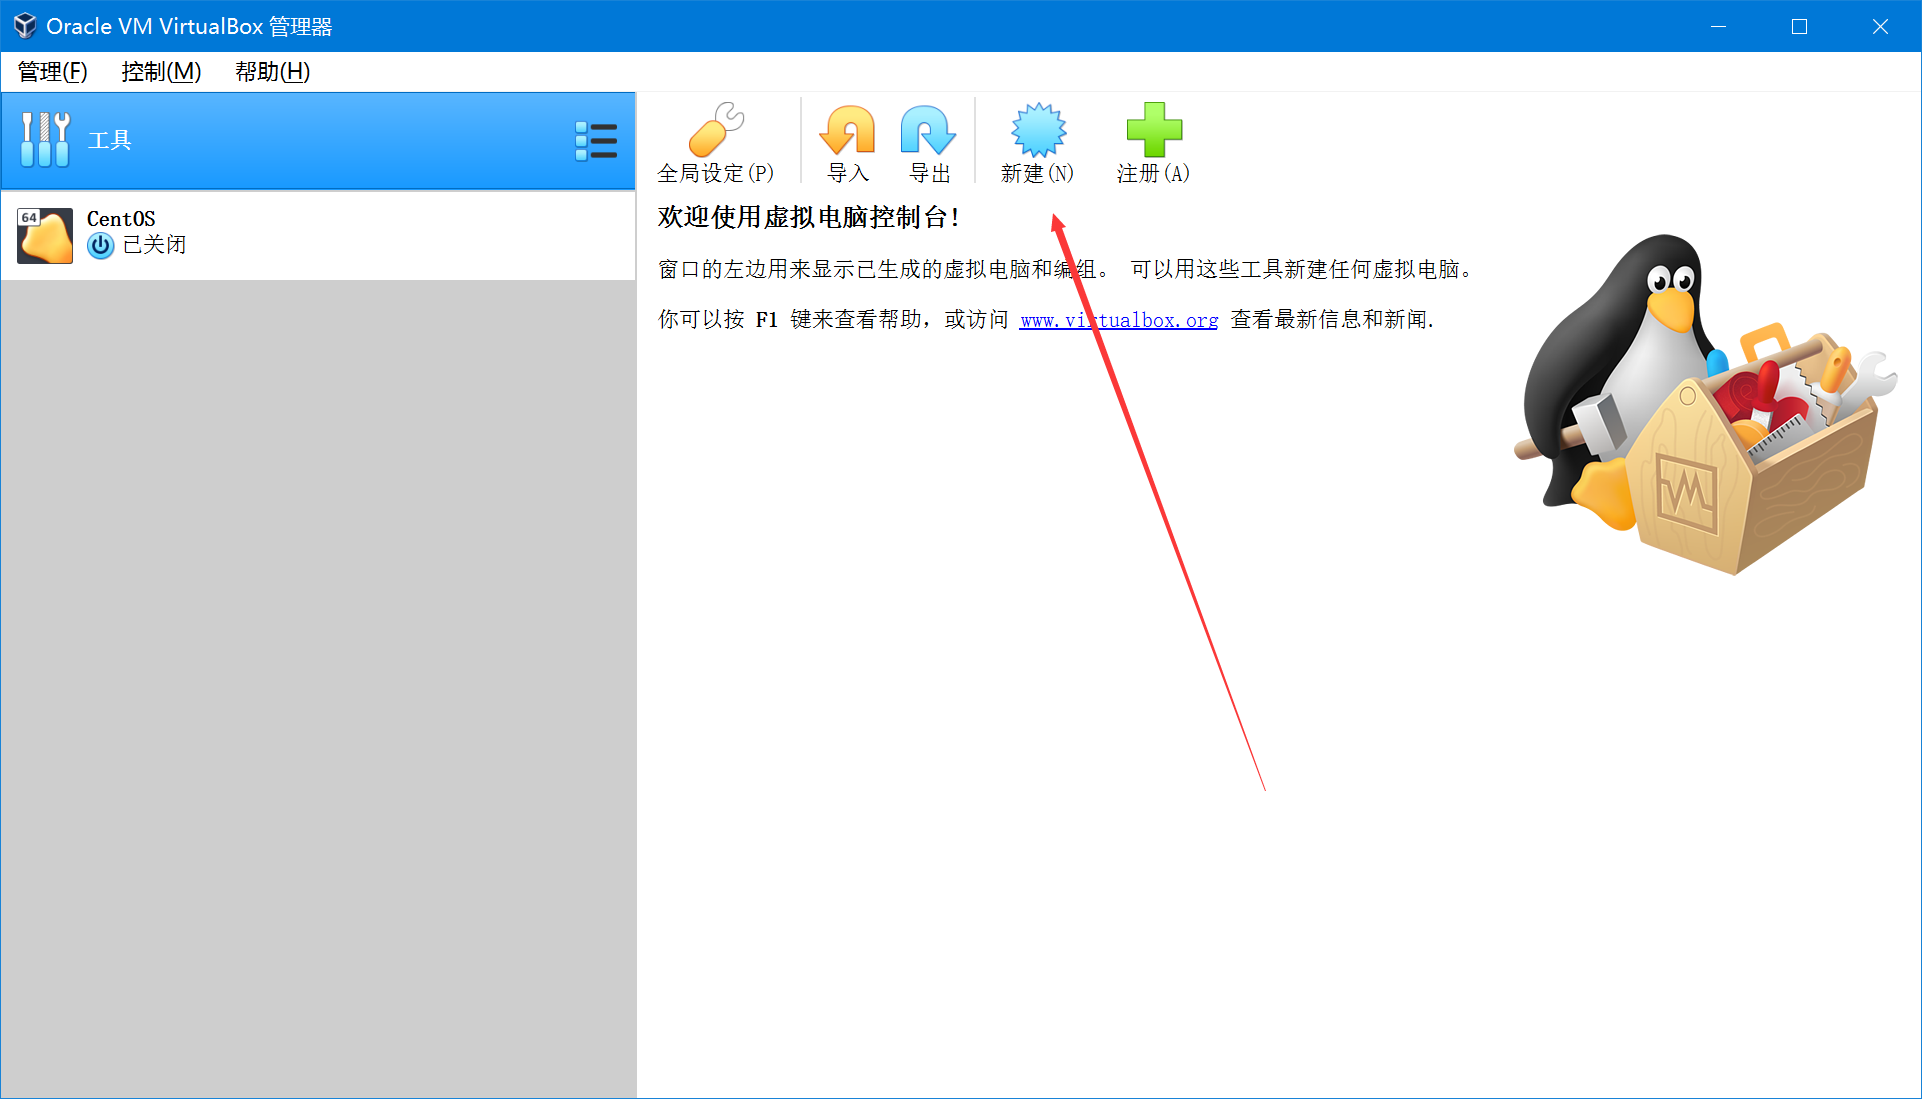 Oracle VM VirtualBox 管理器
管理(F) 控制(M) 帮助(H)
工具
64
CentOS
已关闭
全局设定(P) 导入 导出 新建(N) 注册(A)
欢迎使用虚拟电脑控制台!
窗口的左边用来显示已生成的虚拟电脑和编组。 可以用这些工具新建任何虚拟电脑。
你可以按 F1 键来查看帮助，或访问 www.virtualbox.org 查看最新信息和新闻.